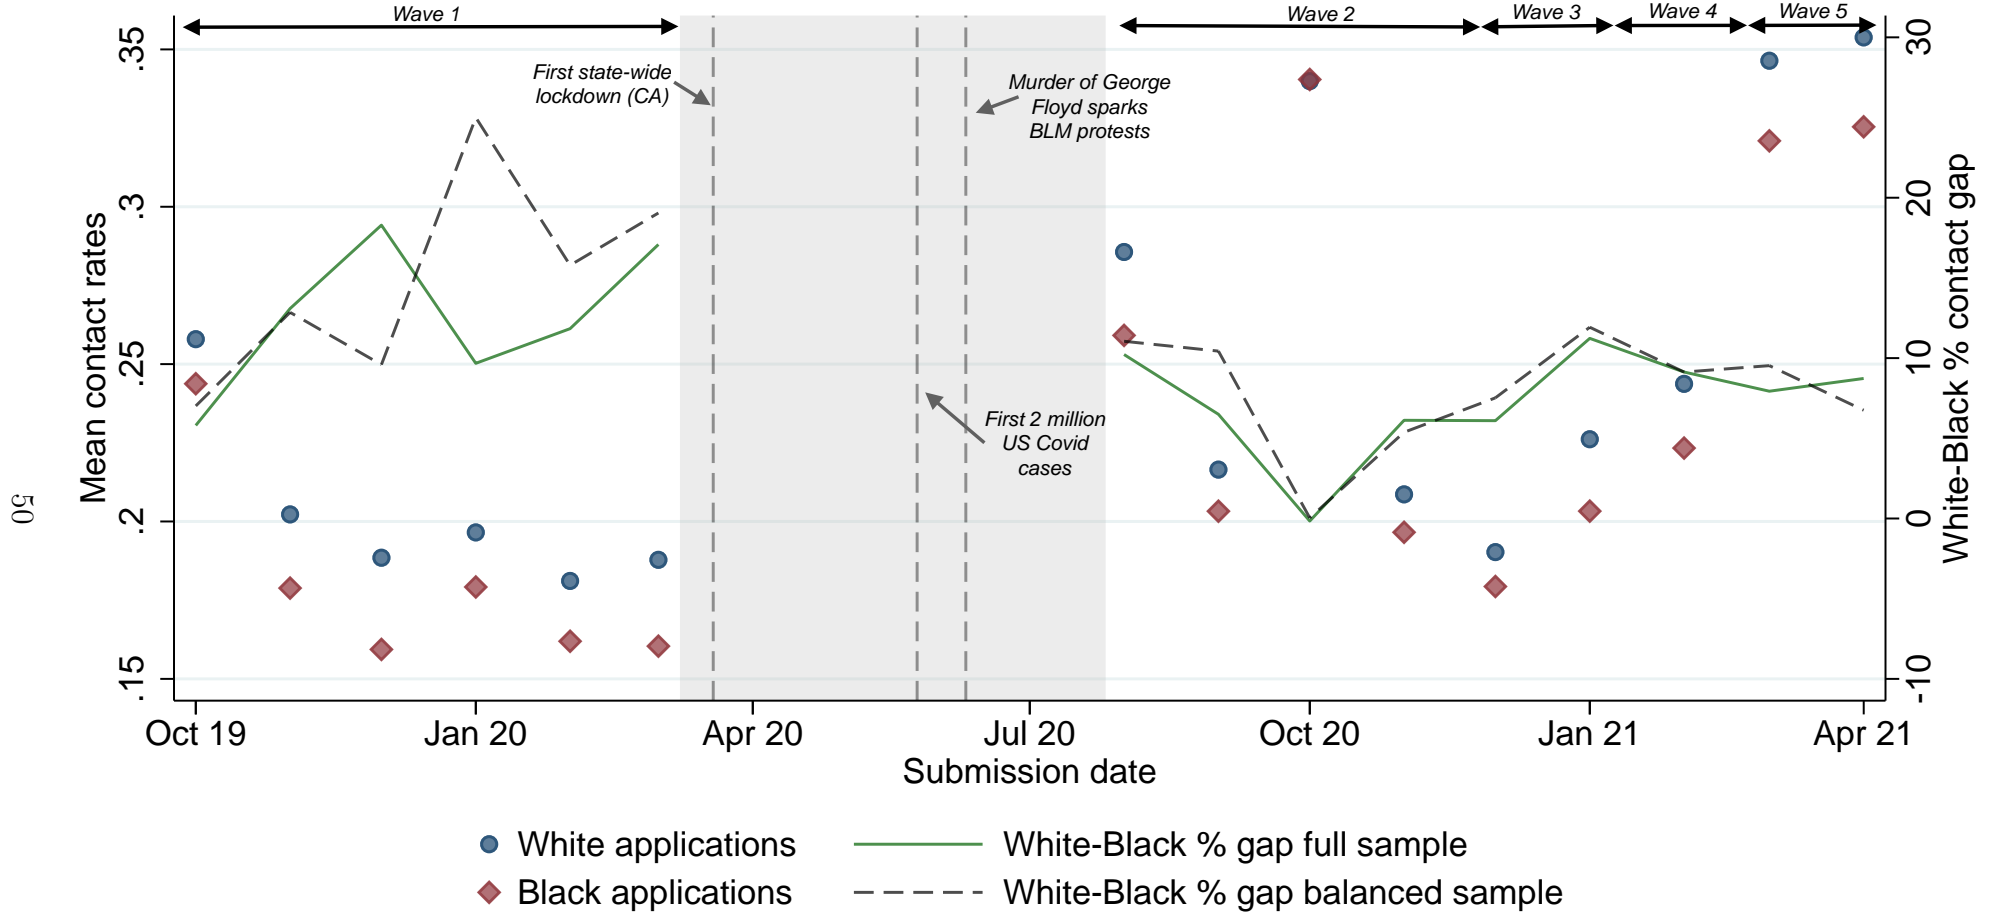 Wave 1
Wave 2
Wave 3
Wave 4
Wave 5
First state-wide
lockdown (CA)
Murder of George
Floyd sparks
BLM protests
First 2 million
US Covid
cases
Mean contact rates
.35
.3
.25
.2
.15
White-Black % contact gap
30
20
10
0
-10
Oct 19
Jan 20
Apr 20
Jul 20
Oct 20
Jan 21
Apr 21
Submission date
White applications
White-Black % gap full sample
Black applications
White-Black % gap balanced sample
50